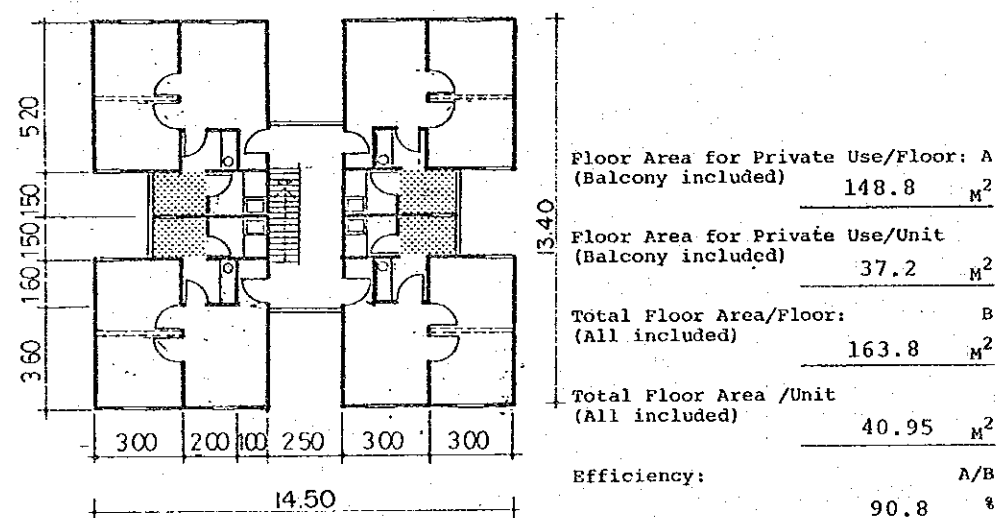 520
150
150
160
360
300
200
100
250
300
300
14.50
13.40
Floor Area for Private Use/Floor: A
(Balcony included)
148.8 M²
Floor Area for Private Use/Unit
(Balcony included)
37.2 M²
Total Floor Area/Floor: B
(All included)
163.8 M²
Total Floor Area /Unit
(All included)
40.95 M²
Efficiency: A/B
90.8 %